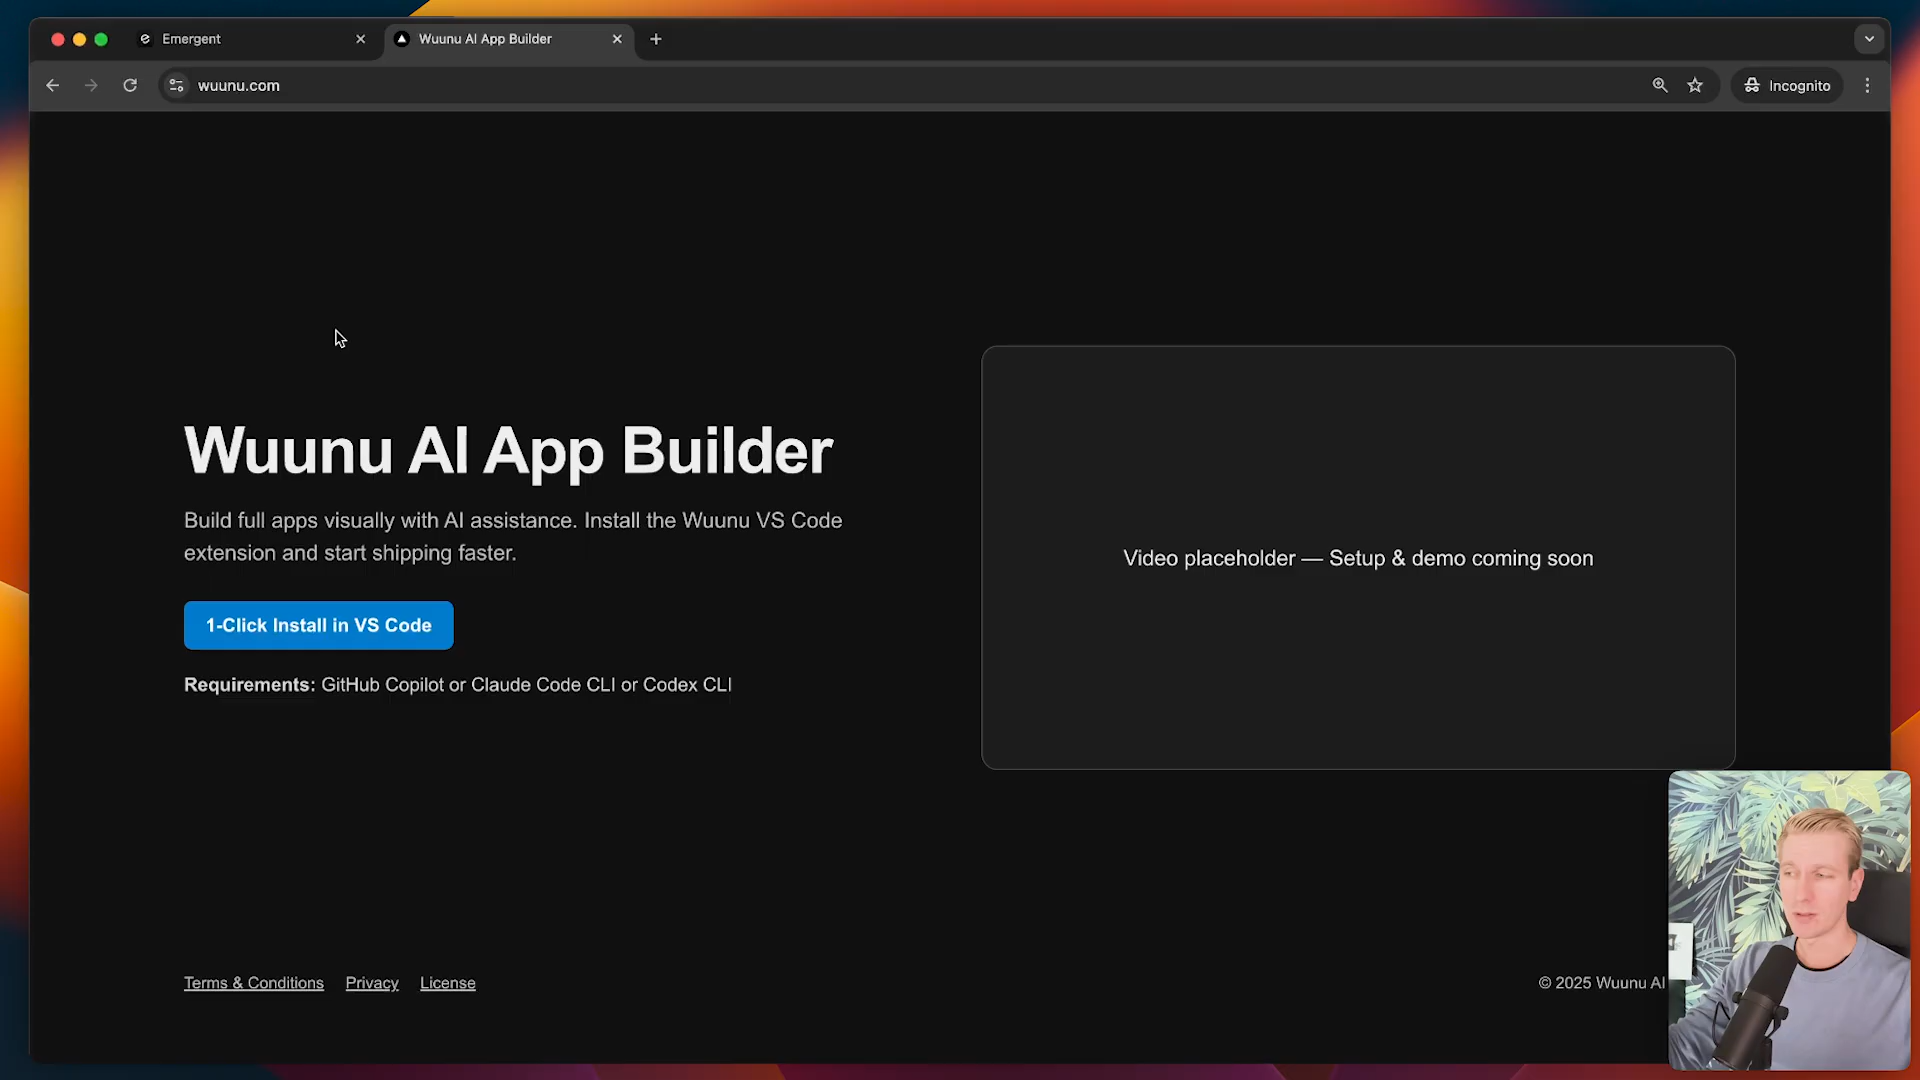 Emergent
Wuunu AI App Builder
wuunu.com
Incognito
Wuunu AI App Builder
Build full apps visually with AI assistance. Install the Wuunu VS Code
extension and start shipping faster.
1-Click Install in VS Code
Requirements: GitHub Copilot or Claude Code CLI or Codex CLI
Video placeholder — Setup & demo coming soon
Terms & Conditions
Privacy
License
© 2025 Wuunu AI